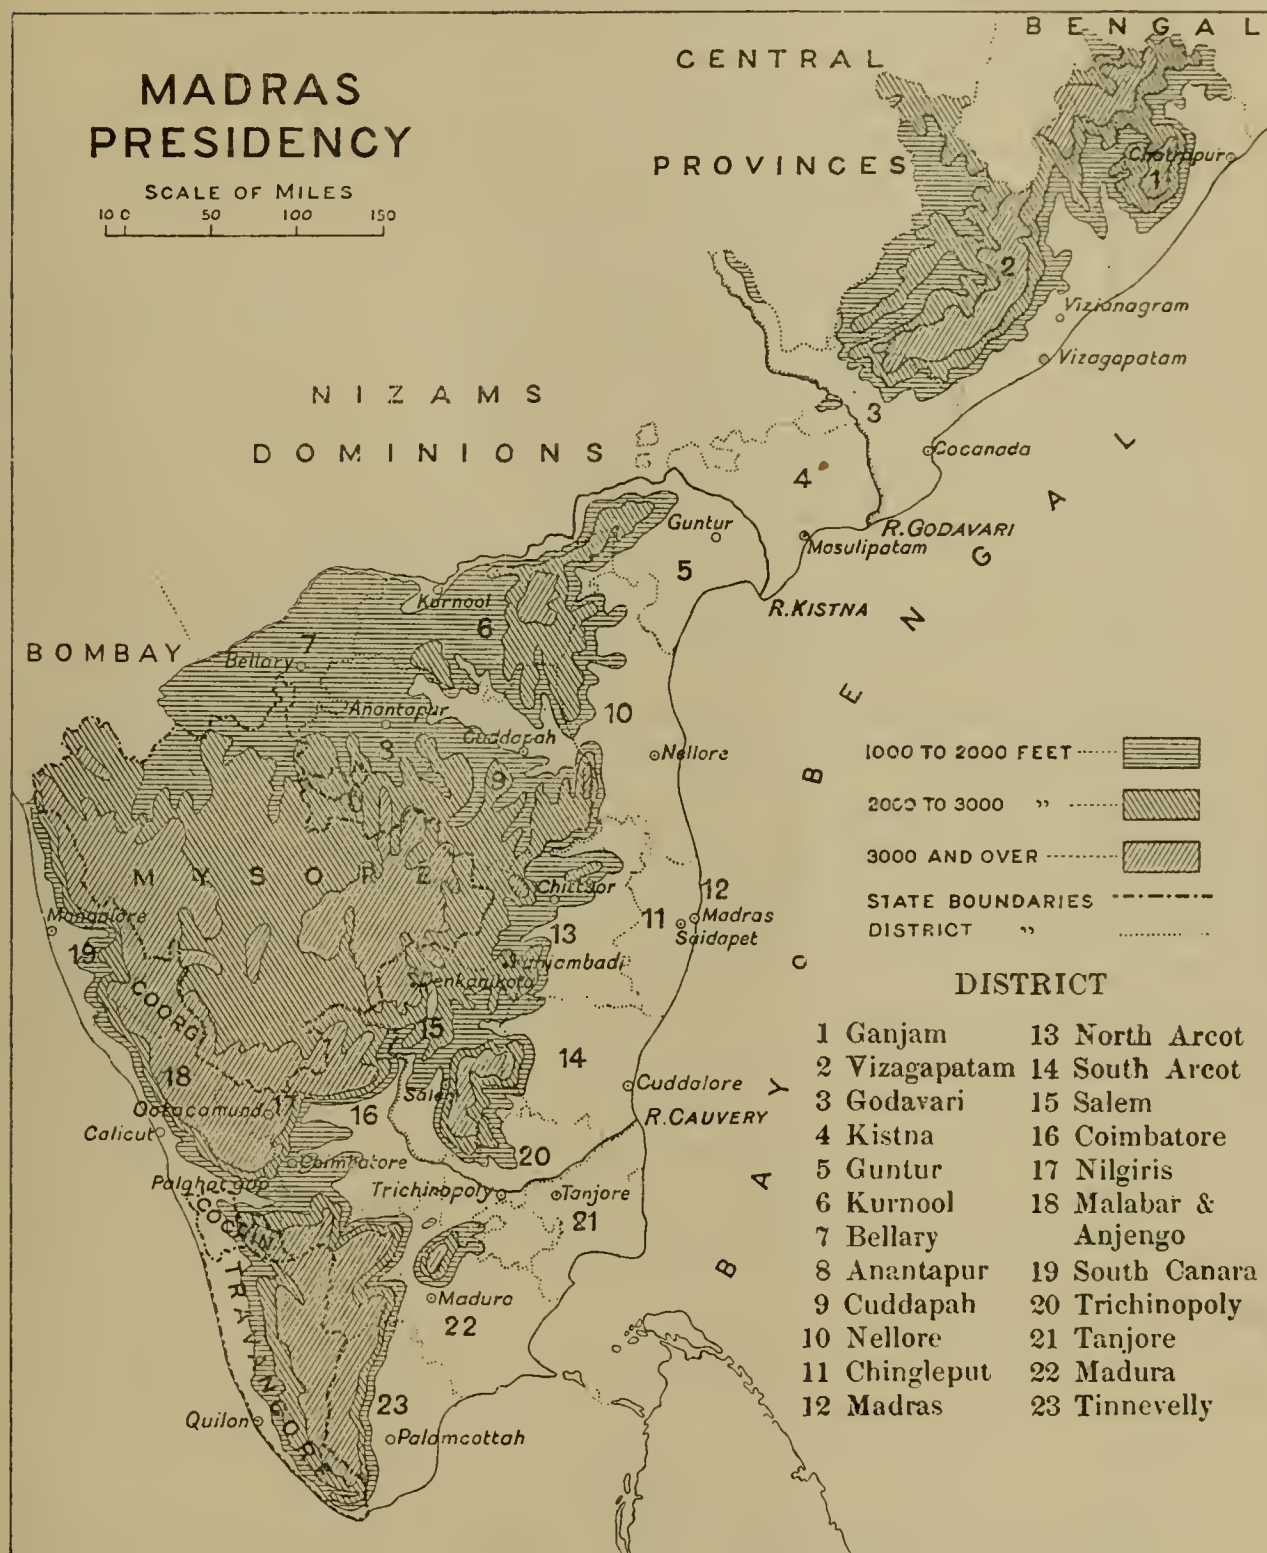 MADRAS
PRESIDENCY
SCALE OF MILES
10 0 50 100 150
BENGAL
CENTRAL
PROVINCES
Chatrapur
1
2
Vizianagram
Vizagapatam
NIZAMS
DOMINIONS
3
Cocanada
4
R. GODAVARI
Masulipatam
Guntur
5
R. KISTNA
Kurnool
6
7
BOMBAY
Bellary
Anantapur
8
Cuddapah
9
10
Nellore
BAY OF BENGAL
1000 TO 2000 FEET
2000 TO 3000 "
3000 AND OVER
STATE BOUNDARIES
DISTRICT "
MYSORE
Chittoor
12
11
Madras
Saidapet
Mangalore
19
13
Denkanikota
COORG
15
14
18
Salem
Cuddalore
Ootacamund
17
16
R. CAUVERY
Calicut
Coimbatore
20
Palghat gap
Trichinopoly
Tanjore
COCHIN
21
TRAVANCORE
Madura
22
23
Quilon
Palamcottah
DISTRICT
1 Ganjam
2 Vizagapatam
3 Godavari
4 Kistna
5 Guntur
6 Kurnool
7 Bellary
8 Anantapur
9 Cuddapah
10 Nellore
11 Chingleput
12 Madras
13 North Arcot
14 South Arcot
15 Salem
16 Coimbatore
17 Nilgiris
18 Malabar &
Anjengo
19 South Canara
20 Trichinopoly
21 Tanjore
22 Madura
23 Tinnevelly